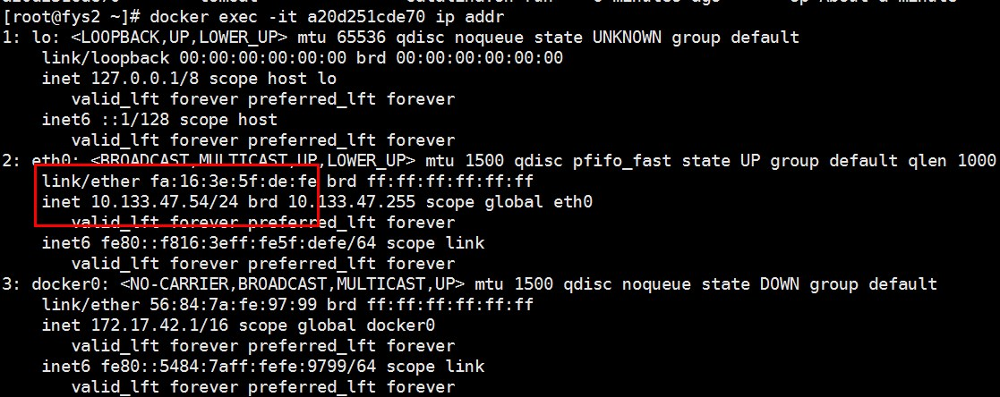 [root@fys2 ~]# docker exec -it a20d251cde70 ip addr
1: lo: <LOOPBACK,UP,LOWER_UP> mtu 65536 qdisc noqueue state UNKNOWN group default
    link/loopback 00:00:00:00:00:00 brd 00:00:00:00:00:00
    inet 127.0.0.1/8 scope host lo
       valid_lft forever preferred_lft forever
    inet6 ::1/128 scope host
       valid_lft forever preferred_lft forever
2: eth0: <BROADCAST,MULTICAST,UP,LOWER_UP> mtu 1500 qdisc pfifo_fast state UP group default qlen 1000
    link/ether fa:16:3e:5f:de:fe brd ff:ff:ff:ff:ff:ff
    inet 10.133.47.54/24 brd 10.133.47.255 scope global eth0
       valid_lft forever preferred_lft forever
    inet6 fe80::f816:3eff:fe5f:defe/64 scope link
       valid_lft forever preferred_lft forever
3: docker0: <NO-CARRIER,BROADCAST,MULTICAST,UP> mtu 1500 qdisc noqueue state DOWN group default
    link/ether 56:84:7a:fe:97:99 brd ff:ff:ff:ff:ff:ff
    inet 172.17.42.1/16 scope global docker0
       valid_lft forever preferred_lft forever
    inet6 fe80::5484:7aff:fefe:9799/64 scope link
       valid_lft forever preferred_lft forever